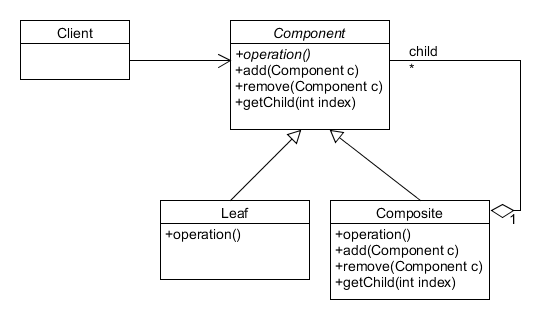 Client
Component
+operation()
+add(Component c)
+remove(Component c)
+getChild(int index)
child
*
Leaf
+operation()
Composite
+operation()
+add(Component c)
+remove(Component c)
+getChild(int index)
1